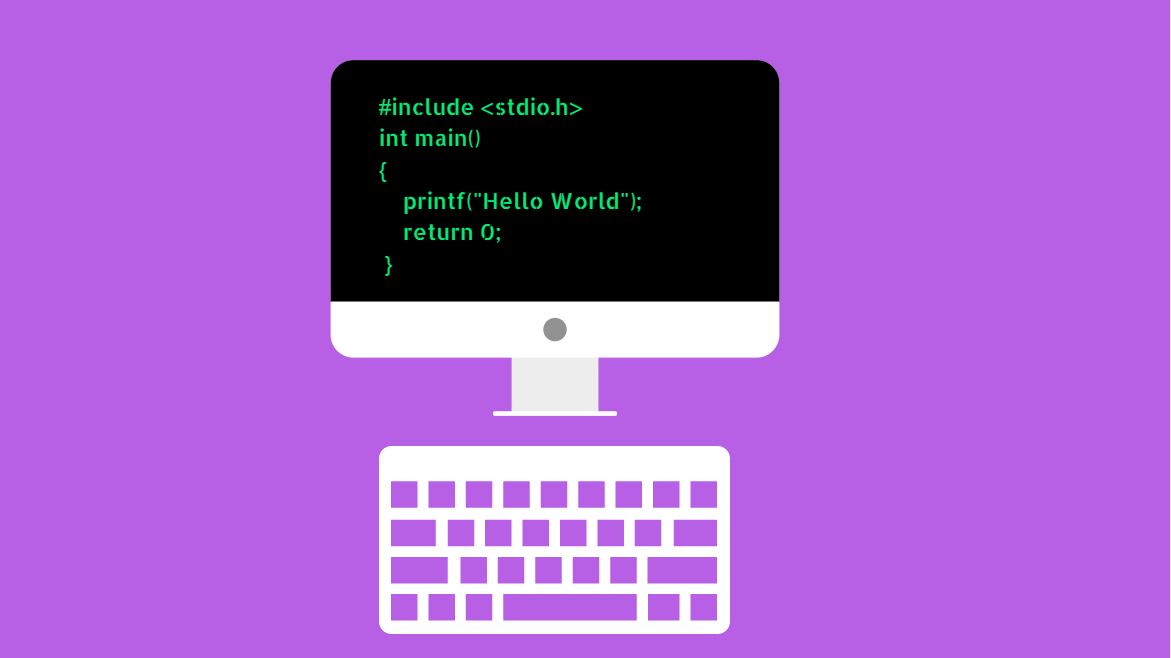 #include <stdio.h>
int main()
{
printf("Hello World");
return 0;
}